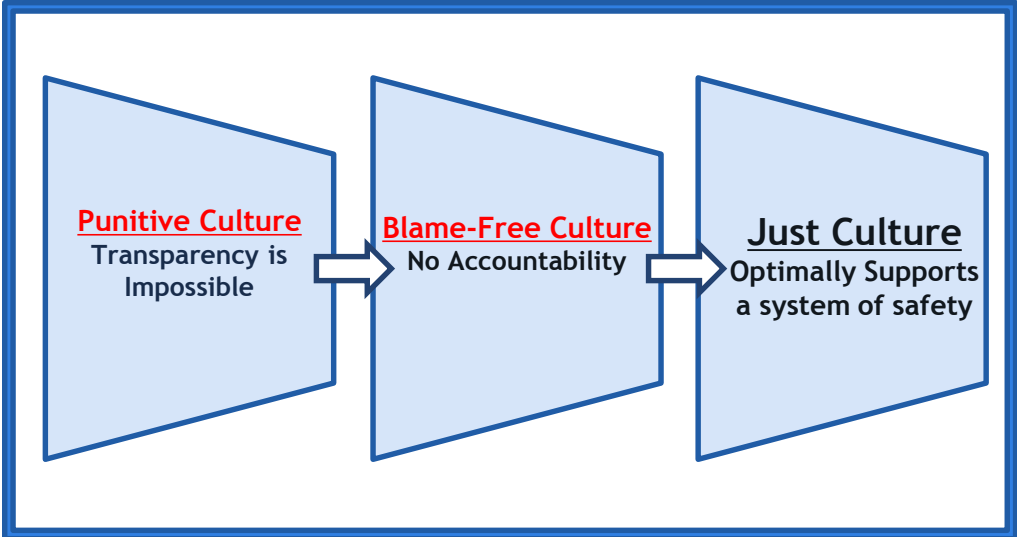 Punitive Culture
Transparency is
Impossible
Blame-Free Culture
No Accountability
Just Culture
Optimally Supports
a system of safety